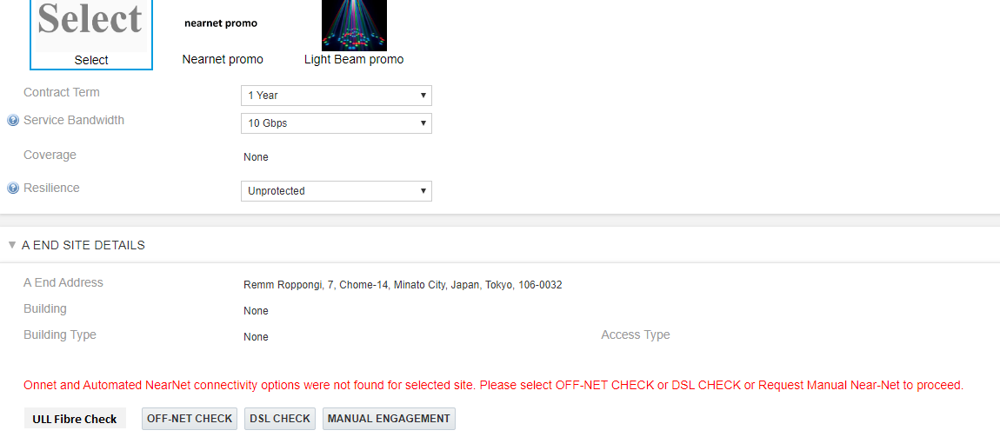 Select
nearnet promo
Select
Nearnet promo
Light Beam promo
Contract Term
1 Year
Service Bandwidth
10 Gbps
Coverage
None
Resilience
Unprotected
A END SITE DETAILS
A End Address
Remm Roppongi, 7, Chome-14, Minato City, Japan, Tokyo, 106-0032
Building
None
Building Type
None
Access Type
Onnet and Automated NearNet connectivity options were not found for selected site. Please select OFF-NET CHECK or DSL CHECK or Request Manual Near-Net to proceed.
ULL Fibre Check
OFF-NET CHECK
DSL CHECK
MANUAL ENGAGEMENT